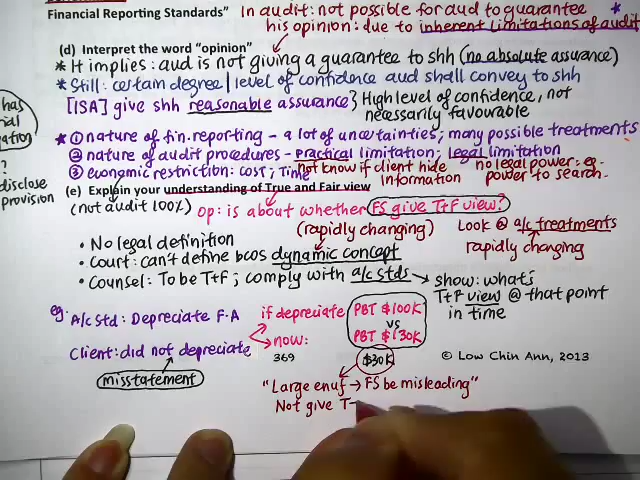 Financial Reporting Standards"
In audit: not possible for aud to guarantee *
his opinion: due to inherent limitations of audit
(d) Interpret the word "opinion"
* It implies: aud is not giving a guarantee to shh (no absolute assurance)
* Still: certain degree | level of confidence aud shall convey to shh
[ISA] give shh reasonable assurance} High level of confidence, not
necessarily favourable
has
* ① nature of fin. reporting - a lot of uncertainties; many possible treatments
② nature of audit procedures - practical limitation; legal limitation
③ economic restriction: cost; Time
not know if client hide
information
no legal power: eg.
power to search.
?
disclose
provision
(e) Explain your understanding of True and Fair view
(not audit 100%)
op: is about whether FS give T+F view?
(rapidly changing)
Look @ a/c treatments
rapidly changing
• No legal definition
• Court: can't define bcos dynamic concept
• Counsel: To be T+F; comply with a/c stds → show: what's
T+F view @ that point
in time
eg: A/c Std: Depreciate F.A
if depreciate PBT $100K
vs
→ now: PBT $130K
Client: did not depreciate
369
$30K
misstatement
© Low Chin Ann, 2013
"Large enuf → FS be misleading"
Not give T